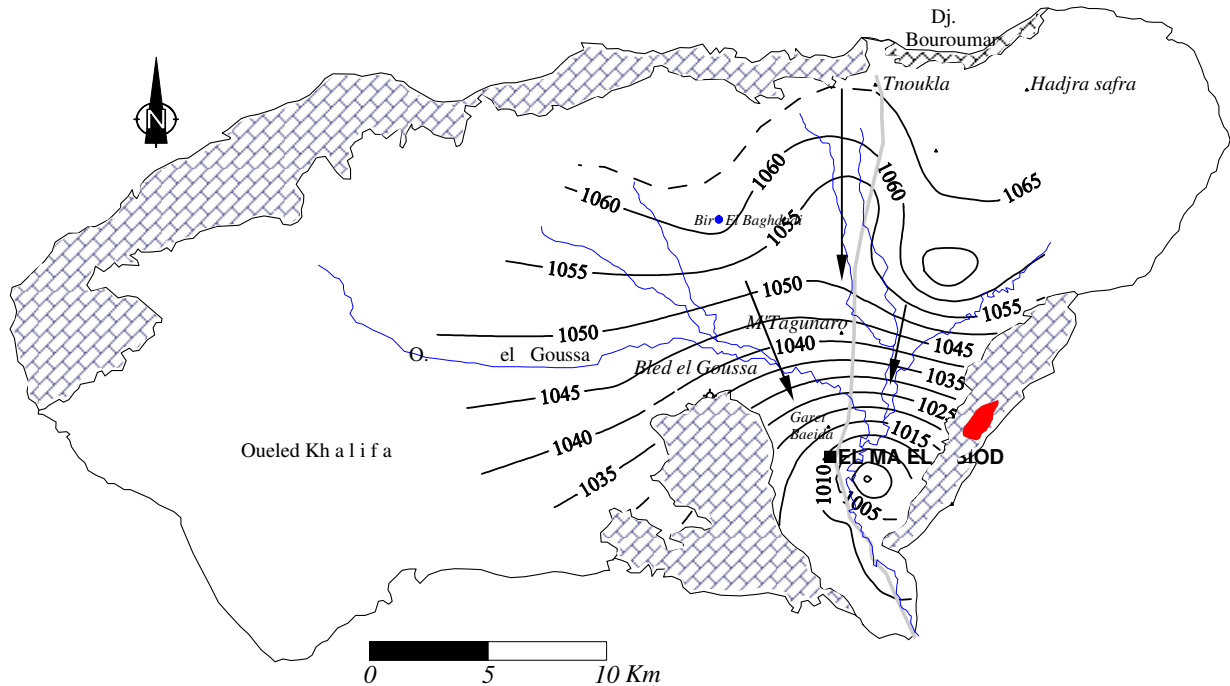 Dj.
Bouroumar
N
Tnoukla
Hadjra safra
1060
1060
1065
1060
Bir El Baghdadi
1055
1055
1050
1055
1050
M'Tagunaro
1045
O. el Goussa
1040
Bled el Goussa
1035
1045
1025
Garet
Baeida
1015
1040
Oueled Kh a l i f a
EL MA EL BIOD
1035
1010
1005
0 5 10 Km